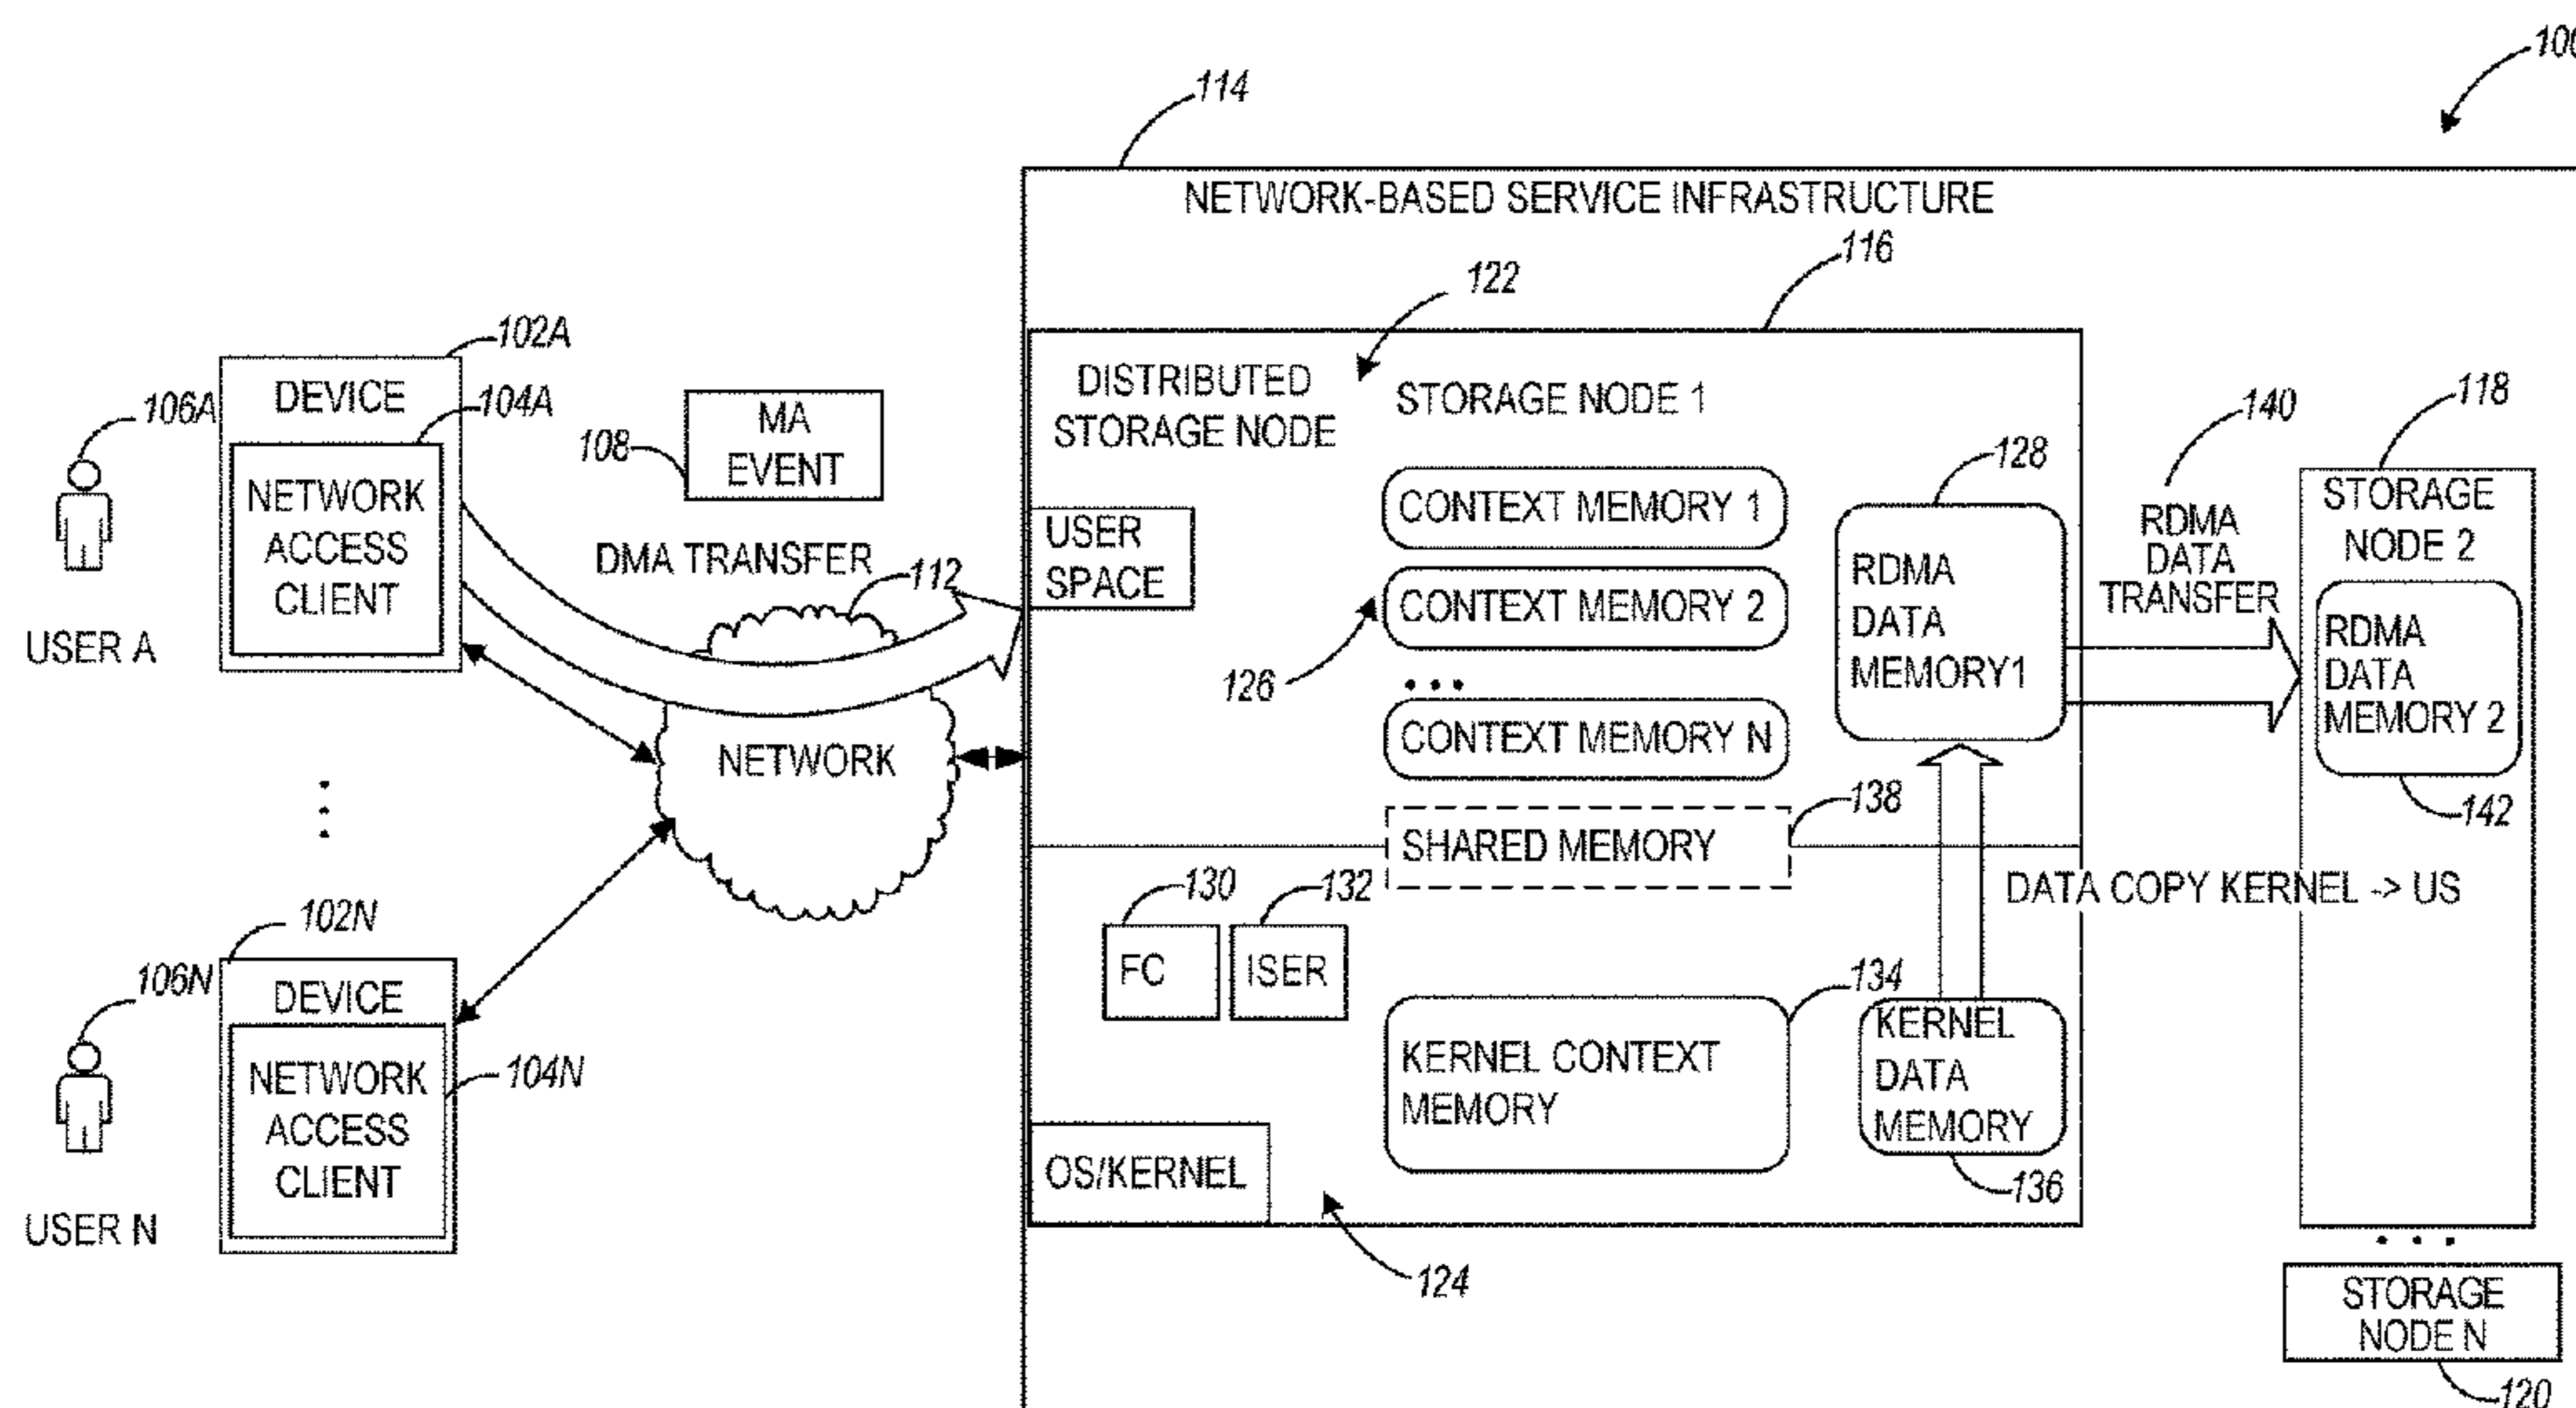 100
114
NETWORK-BASED SERVICE INFRASTRUCTURE
116
122
102A
DEVICE
104A
106A
NETWORK
ACCESS
CLIENT
USER A
MA
EVENT
108
DMA TRANSFER
112
NETWORK
DISTRIBUTED
STORAGE NODE
STORAGE NODE 1
USER
SPACE
CONTEXT MEMORY 1
CONTEXT MEMORY 2
126
• • •
CONTEXT MEMORY N
128
RDMA
DATA
MEMORY1
140
RDMA
DATA
TRANSFER
118
STORAGE
NODE 2
RDMA
DATA
MEMORY 2
142
138
SHARED MEMORY
DATA COPY KERNEL -> US
130
132
FC
ISER
134
KERNEL CONTEXT
MEMORY
KERNEL
DATA
MEMORY
136
OS/KERNEL
124
102N
DEVICE
106N
NETWORK
ACCESS
CLIENT
104N
USER N
• • •
STORAGE
NODE N
120